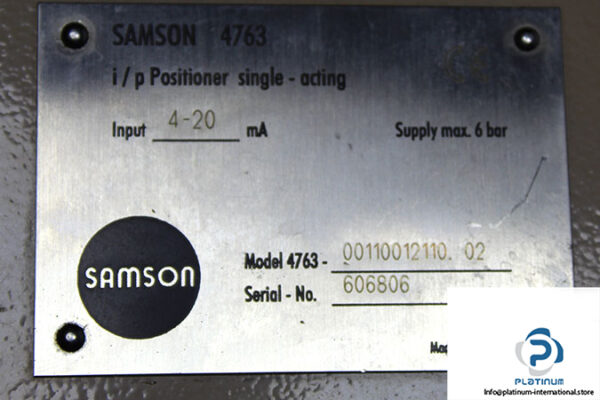 SAMSON 4763
i / p Positioner single - acting
Input 4-20 mA Supply max. 6 bar
SAMSON
Model 4763 - 00110012110. 02
Serial - No. 606806
PLATINUM
info@platinum-international.store